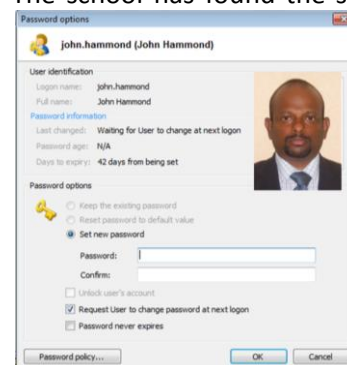 The school has found the s
Password options
john.hammond (John Hammond)
User identification
Logon name: john.hammond
Full name: John Hammond
Password information
Last changed: Waiting for User to change at next logon
Password age: N/A
Days to expiry: 42 days from being set
Password options
Keep the existing password
Reset password to default value
Set new password
Password:
Confirm:
Unlock user's account
Request User to change password at next logon
Password never expires
Password policy... OK Cancel